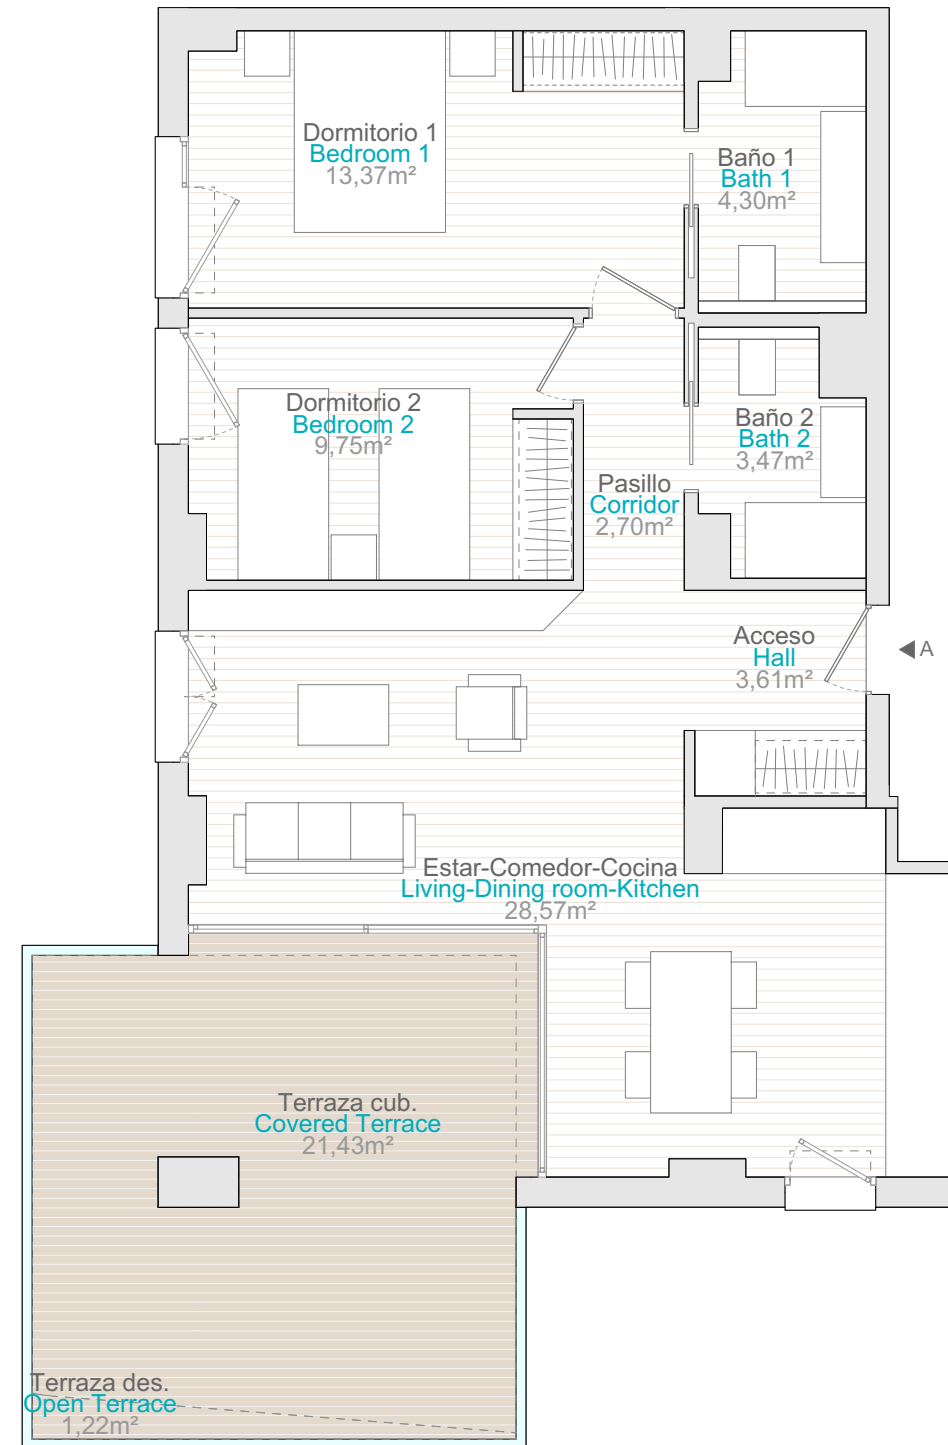 Dormitorio 1
Bedroom 1
13,37m²
Baño 1
Bath 1
4,30m²
Dormitorio 2
Bedroom 2
9,75m²
Baño 2
Bath 2
3,47m²
Pasillo
Corridor
2,70m²
Acceso
Hall
3,61m²
A
Estar-Comedor-Cocina
Living-Dining room-Kitchen
28,57m²
Terraza cub.
Covered Terrace
21,43m²
Terraza des.
Open Terrace
1,22m²